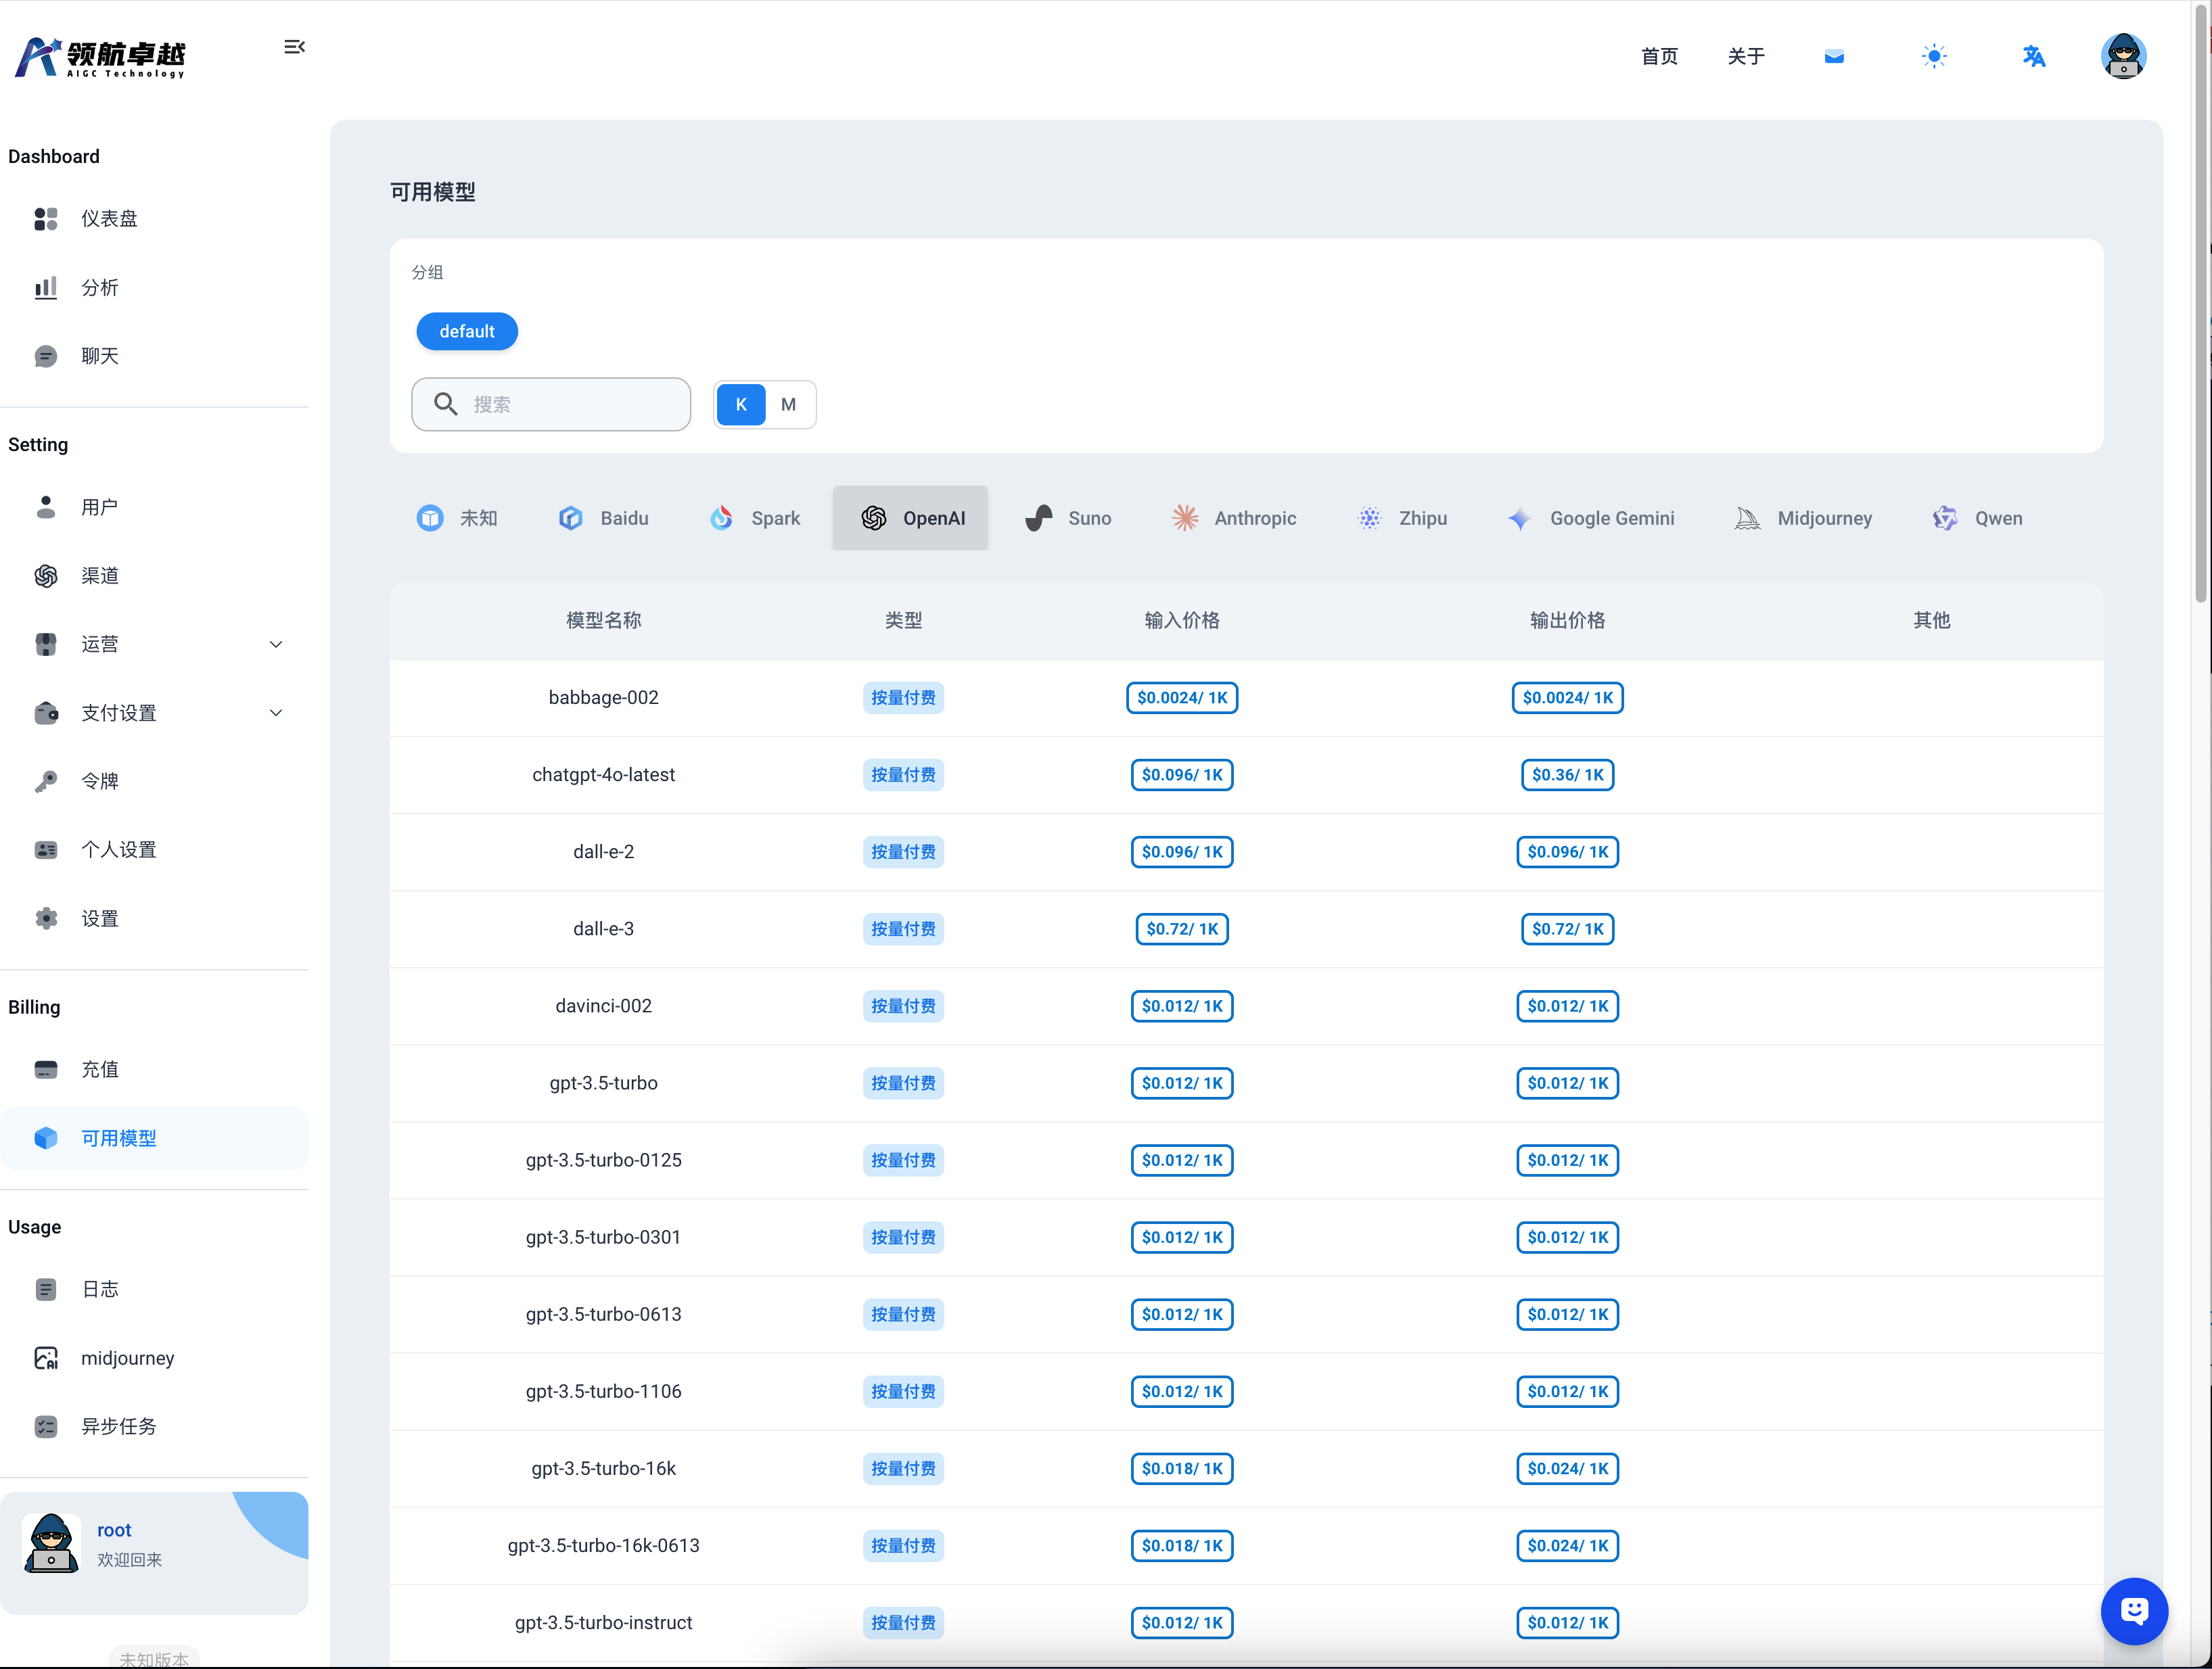 领航卓越
AIGC Technology
首页 关于
Dashboard
仪表盘
分析
聊天
Setting
用户
渠道
运营
支付设置
令牌
个人设置
设置
Billing
充值
可用模型
Usage
日志
midjourney
异步任务
root
欢迎回来
未知版本
可用模型
分组
default
搜索 K M
未知 Baidu Spark OpenAI Suno Anthropic Zhipu Google Gemini Midjourney Qwen
模型名称 类型 输入价格 输出价格 其他
babbage-002 按量付费 $0.0024/ 1K $0.0024/ 1K
chatgpt-4o-latest 按量付费 $0.096/ 1K $0.36/ 1K
dall-e-2 按量付费 $0.096/ 1K $0.096/ 1K
dall-e-3 按量付费 $0.72/ 1K $0.72/ 1K
davinci-002 按量付费 $0.012/ 1K $0.012/ 1K
gpt-3.5-turbo 按量付费 $0.012/ 1K $0.012/ 1K
gpt-3.5-turbo-0125 按量付费 $0.012/ 1K $0.012/ 1K
gpt-3.5-turbo-0301 按量付费 $0.012/ 1K $0.012/ 1K
gpt-3.5-turbo-0613 按量付费 $0.012/ 1K $0.012/ 1K
gpt-3.5-turbo-1106 按量付费 $0.012/ 1K $0.012/ 1K
gpt-3.5-turbo-16k 按量付费 $0.018/ 1K $0.024/ 1K
gpt-3.5-turbo-16k-0613 按量付费 $0.018/ 1K $0.024/ 1K
gpt-3.5-turbo-instruct 按量付费 $0.012/ 1K $0.012/ 1K